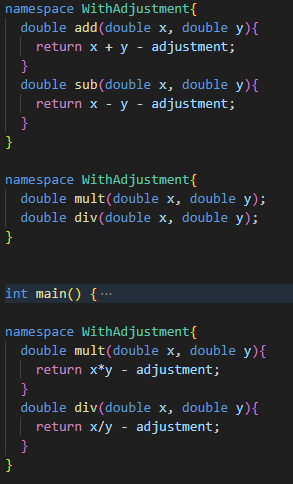 namespace WithAdjustment{
  double add(double x, double y){
    return x + y - adjustment;
  }
  double sub(double x, double y){
    return x - y - adjustment;
  }
}

namespace WithAdjustment{
  double mult(double x, double y);
  double div(double x, double y);
}

int main() {⋯

namespace WithAdjustment{
  double mult(double x, double y){
    return x*y - adjustment;
  }
  double div(double x, double y){
    return x/y - adjustment;
  }
}